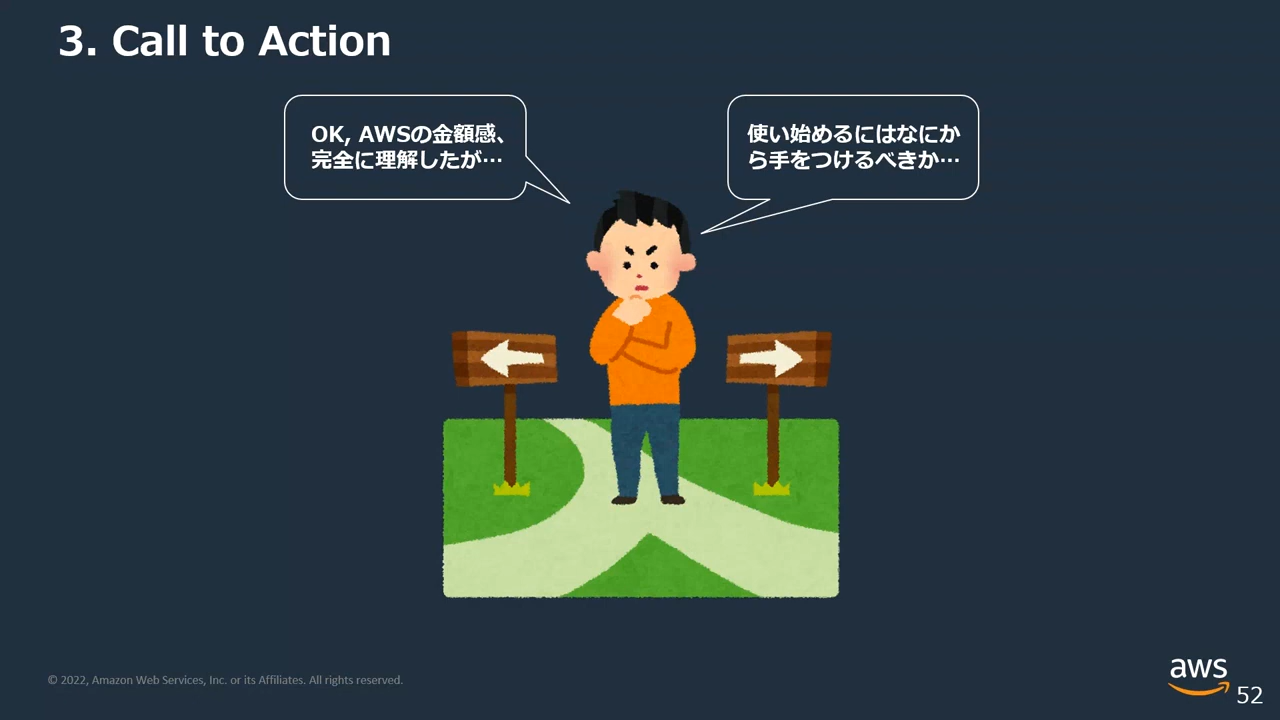 3. Call to Action
OK, AWSの金額感、
完全に理解したが…
使い始めるにはなにか
ら手をつけるべきか…
© 2022, Amazon Web Services, Inc. or its Affiliates. All rights reserved.
aws
52